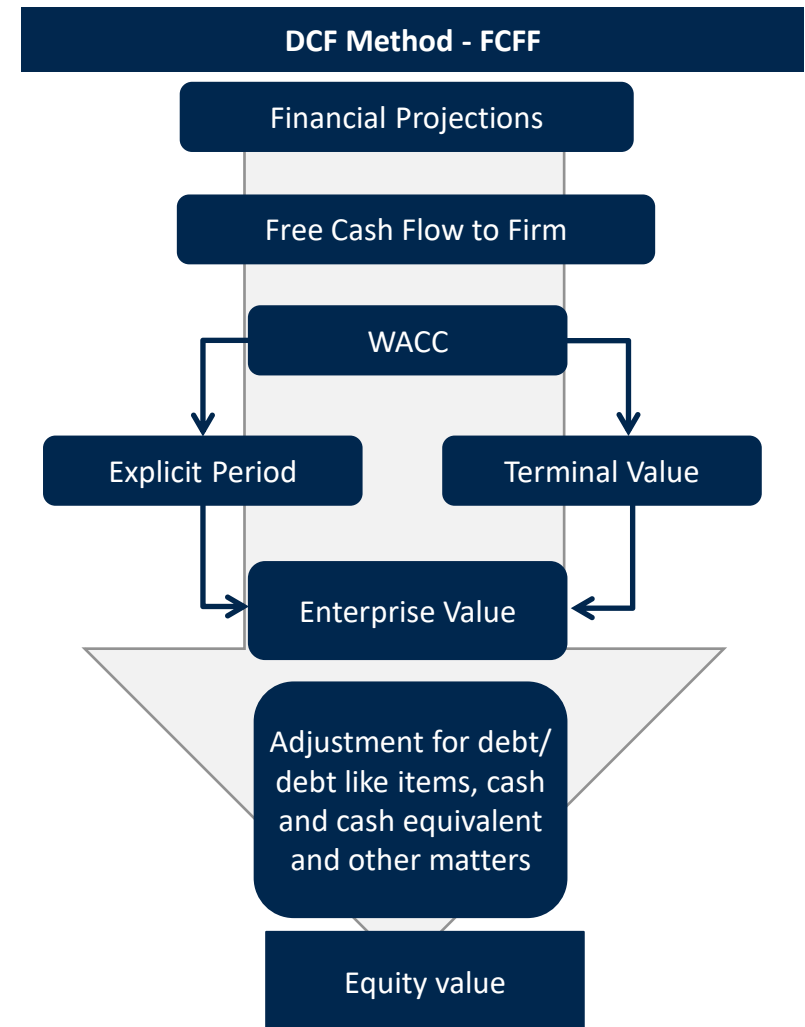 DCF Method - FCFF
Financial Projections
Free Cash Flow to Firm
WACC
Explicit Period
Terminal Value
Enterprise Value
Adjustment for debt/
debt like items, cash
and cash equivalent
and other matters
Equity value